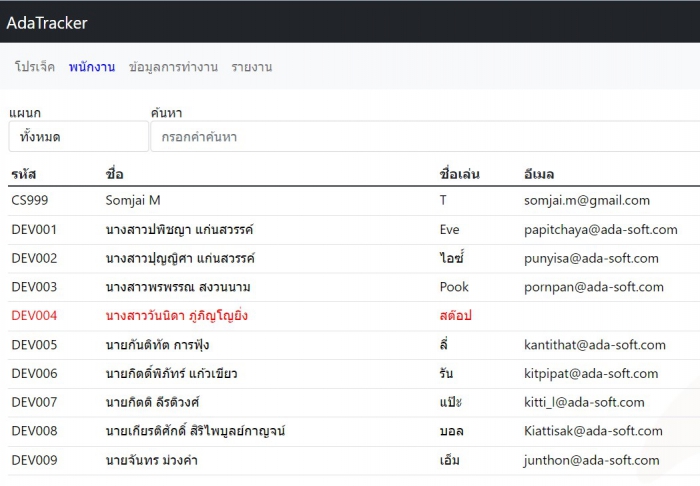 AdaTracker
โปรเจ็ค พนักงาน ข้อมูลการทำงาน รายงาน
แผนก ค้นหา
ทั้งหมด กรอกคำค้นหา
รหัส ชื่อ ชื่อเล่น อีเมล
CS999 Somjai M T somjai.m@gmail.com
DEV001 นางสาวปพิชญา แก่นสวรรค์ Eve papitchaya@ada-soft.com
DEV002 นางสาวปุญญิศา แก่นสวรรค์ ไอซ์ punyisa@ada-soft.com
DEV003 นางสาวพรพรรณ สงวนนาม Pook pornpan@ada-soft.com
DEV004 นางสาววันนิดา ภู่ภิญโญยิ่ง สต๊อป
DEV005 นายกันติทัต การฟุ้ง ลี่ kantithat@ada-soft.com
DEV006 นายกิตติ์พิภัทร์ แก้วเขียว รัน kitpipat@ada-soft.com
DEV007 นายกิตติ ลีรติวงศ์ แป๊ะ kitti_l@ada-soft.com
DEV008 นายเกียรติศักดิ์ สิริไพบูลย์กาญจน์ บอล Kiattisak@ada-soft.com
DEV009 นายจันทร ม่วงค่า เอ็ม junthon@ada-soft.com